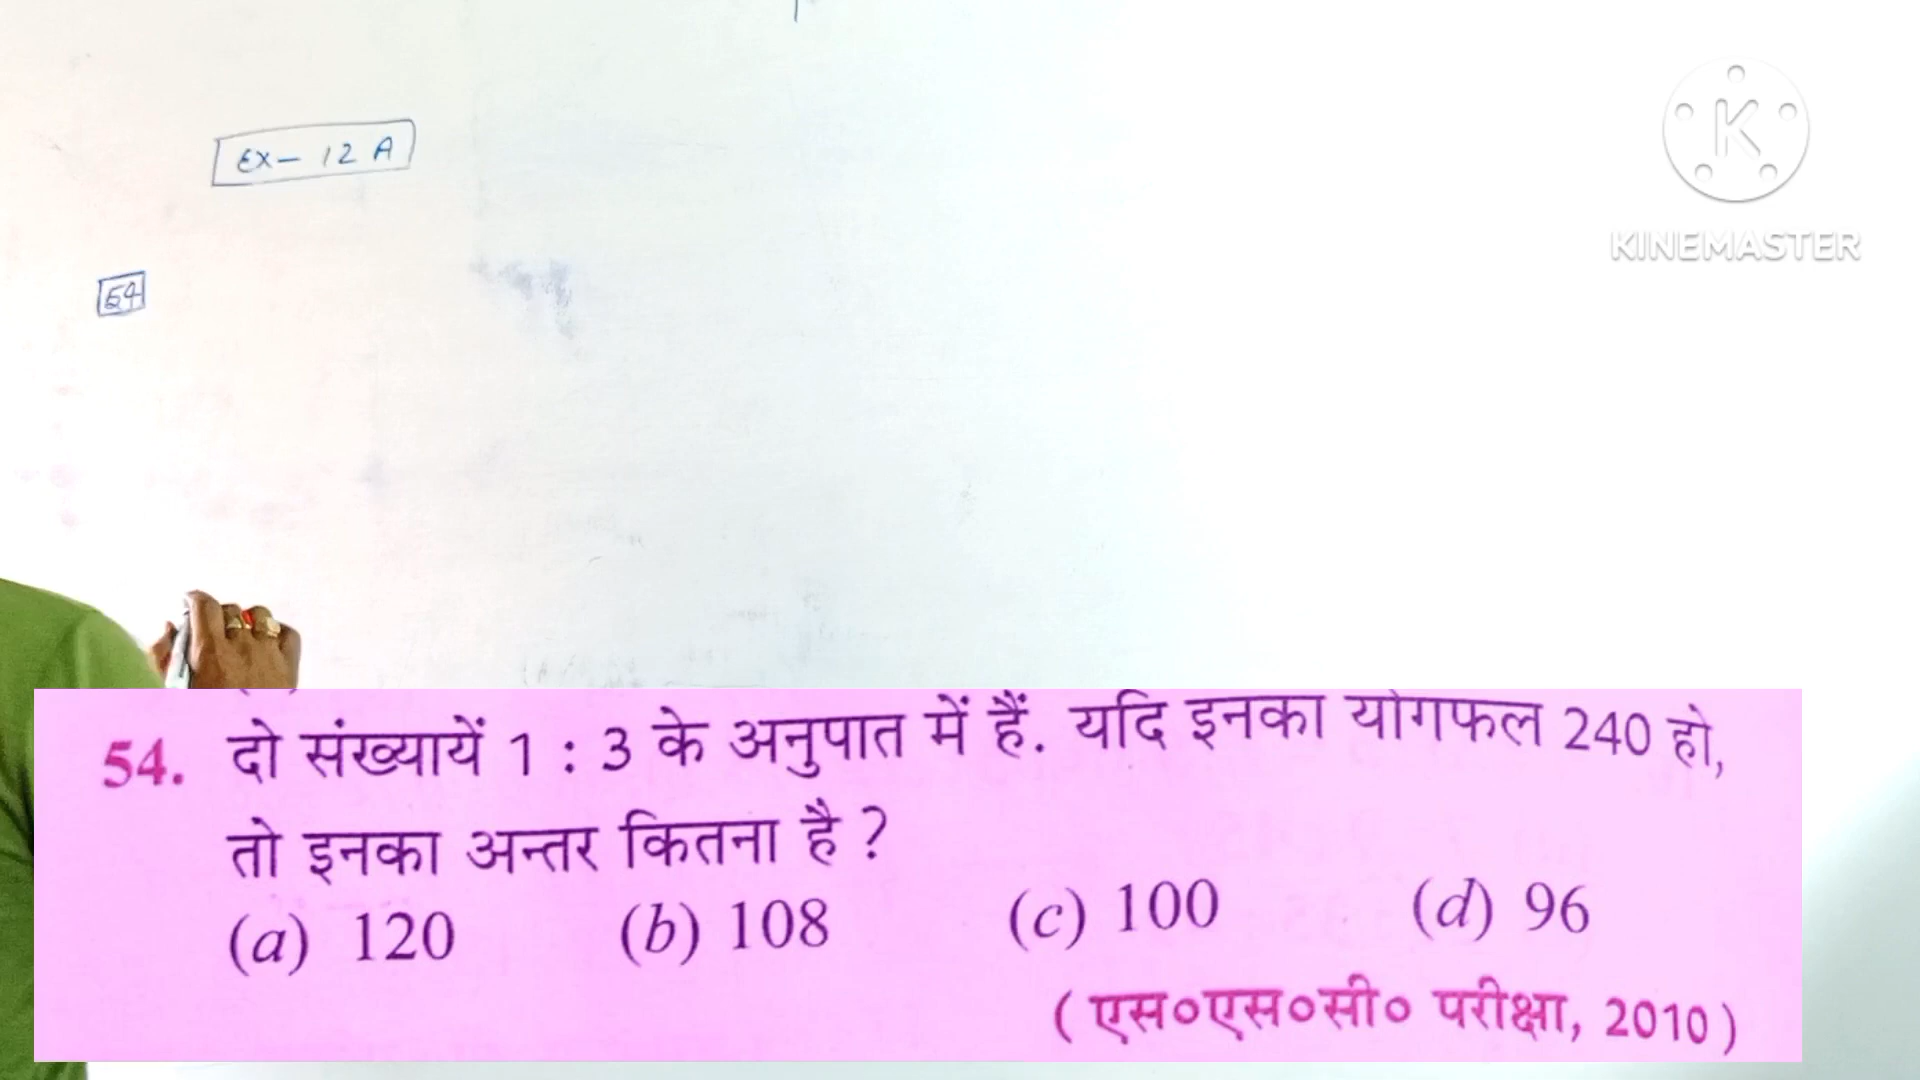 Ex- 12 A
K
KINEMASTER
54
54. दो संख्यायें 1 : 3 के अनुपात में हैं. यदि इनका योगफल 240 हो,
तो इनका अन्तर कितना है ?
(a) 120 (b) 108 (c) 100 (d) 96
( एस०एस०सी० परीक्षा, 2010 )